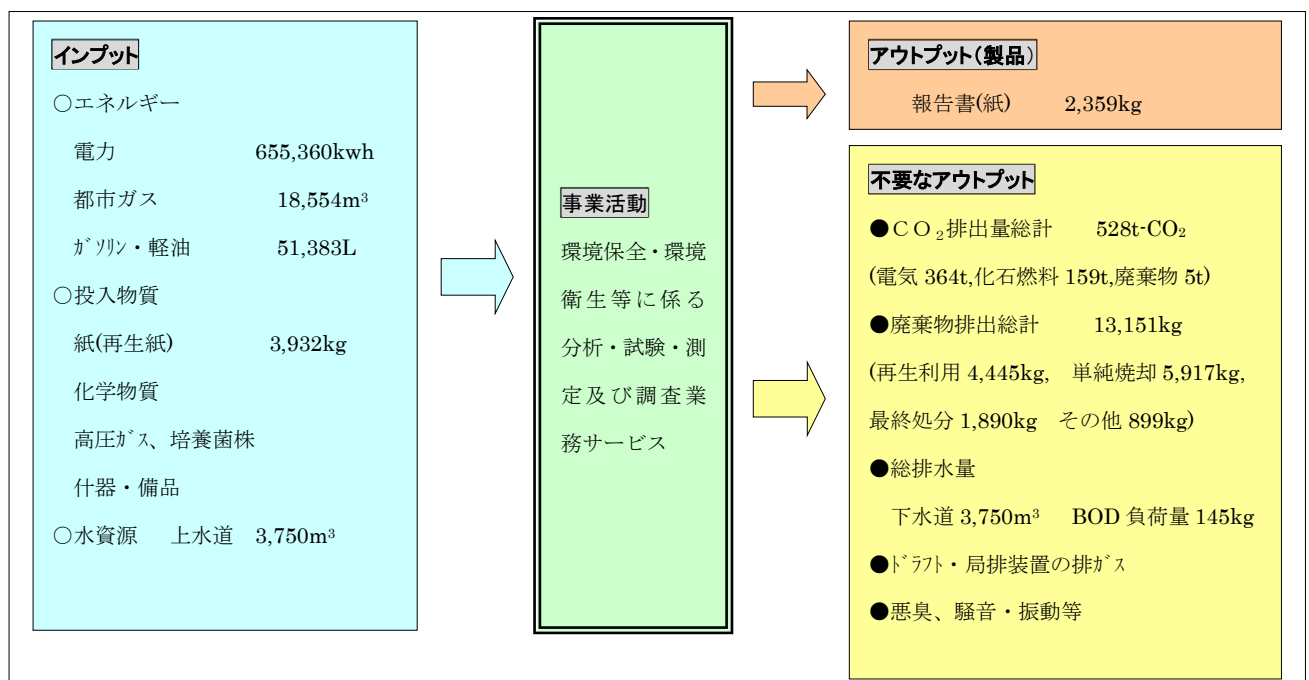 インプット
○エネルギー
電力 655,360kwh
都市ガス 18,554m³
ｶﾞｿﾘﾝ・軽油 51,383L
○投入物質
紙(再生紙) 3,932kg
化学物質
高圧ｶﾞｽ、培養菌株
什器・備品
○水資源 上水道 3,750m³
事業活動
環境保全・環境
衛生等に係る
分析・試験・測
定及び調査業
務サービス
アウトプット(製品)
報告書(紙) 2,359kg
不要なアウトプット
●ＣＯ₂排出量総計 528t-CO₂
(電気 364t,化石燃料 159t,廃棄物 5t)
●廃棄物排出総計 13,151kg
(再生利用 4,445kg, 単純焼却 5,917kg,
最終処分 1,890kg その他 899kg)
●総排水量
下水道 3,750m³ BOD 負荷量 145kg
●ﾄﾞﾗﾌﾄ・局排装置の排ｶﾞｽ
●悪臭、騒音・振動等